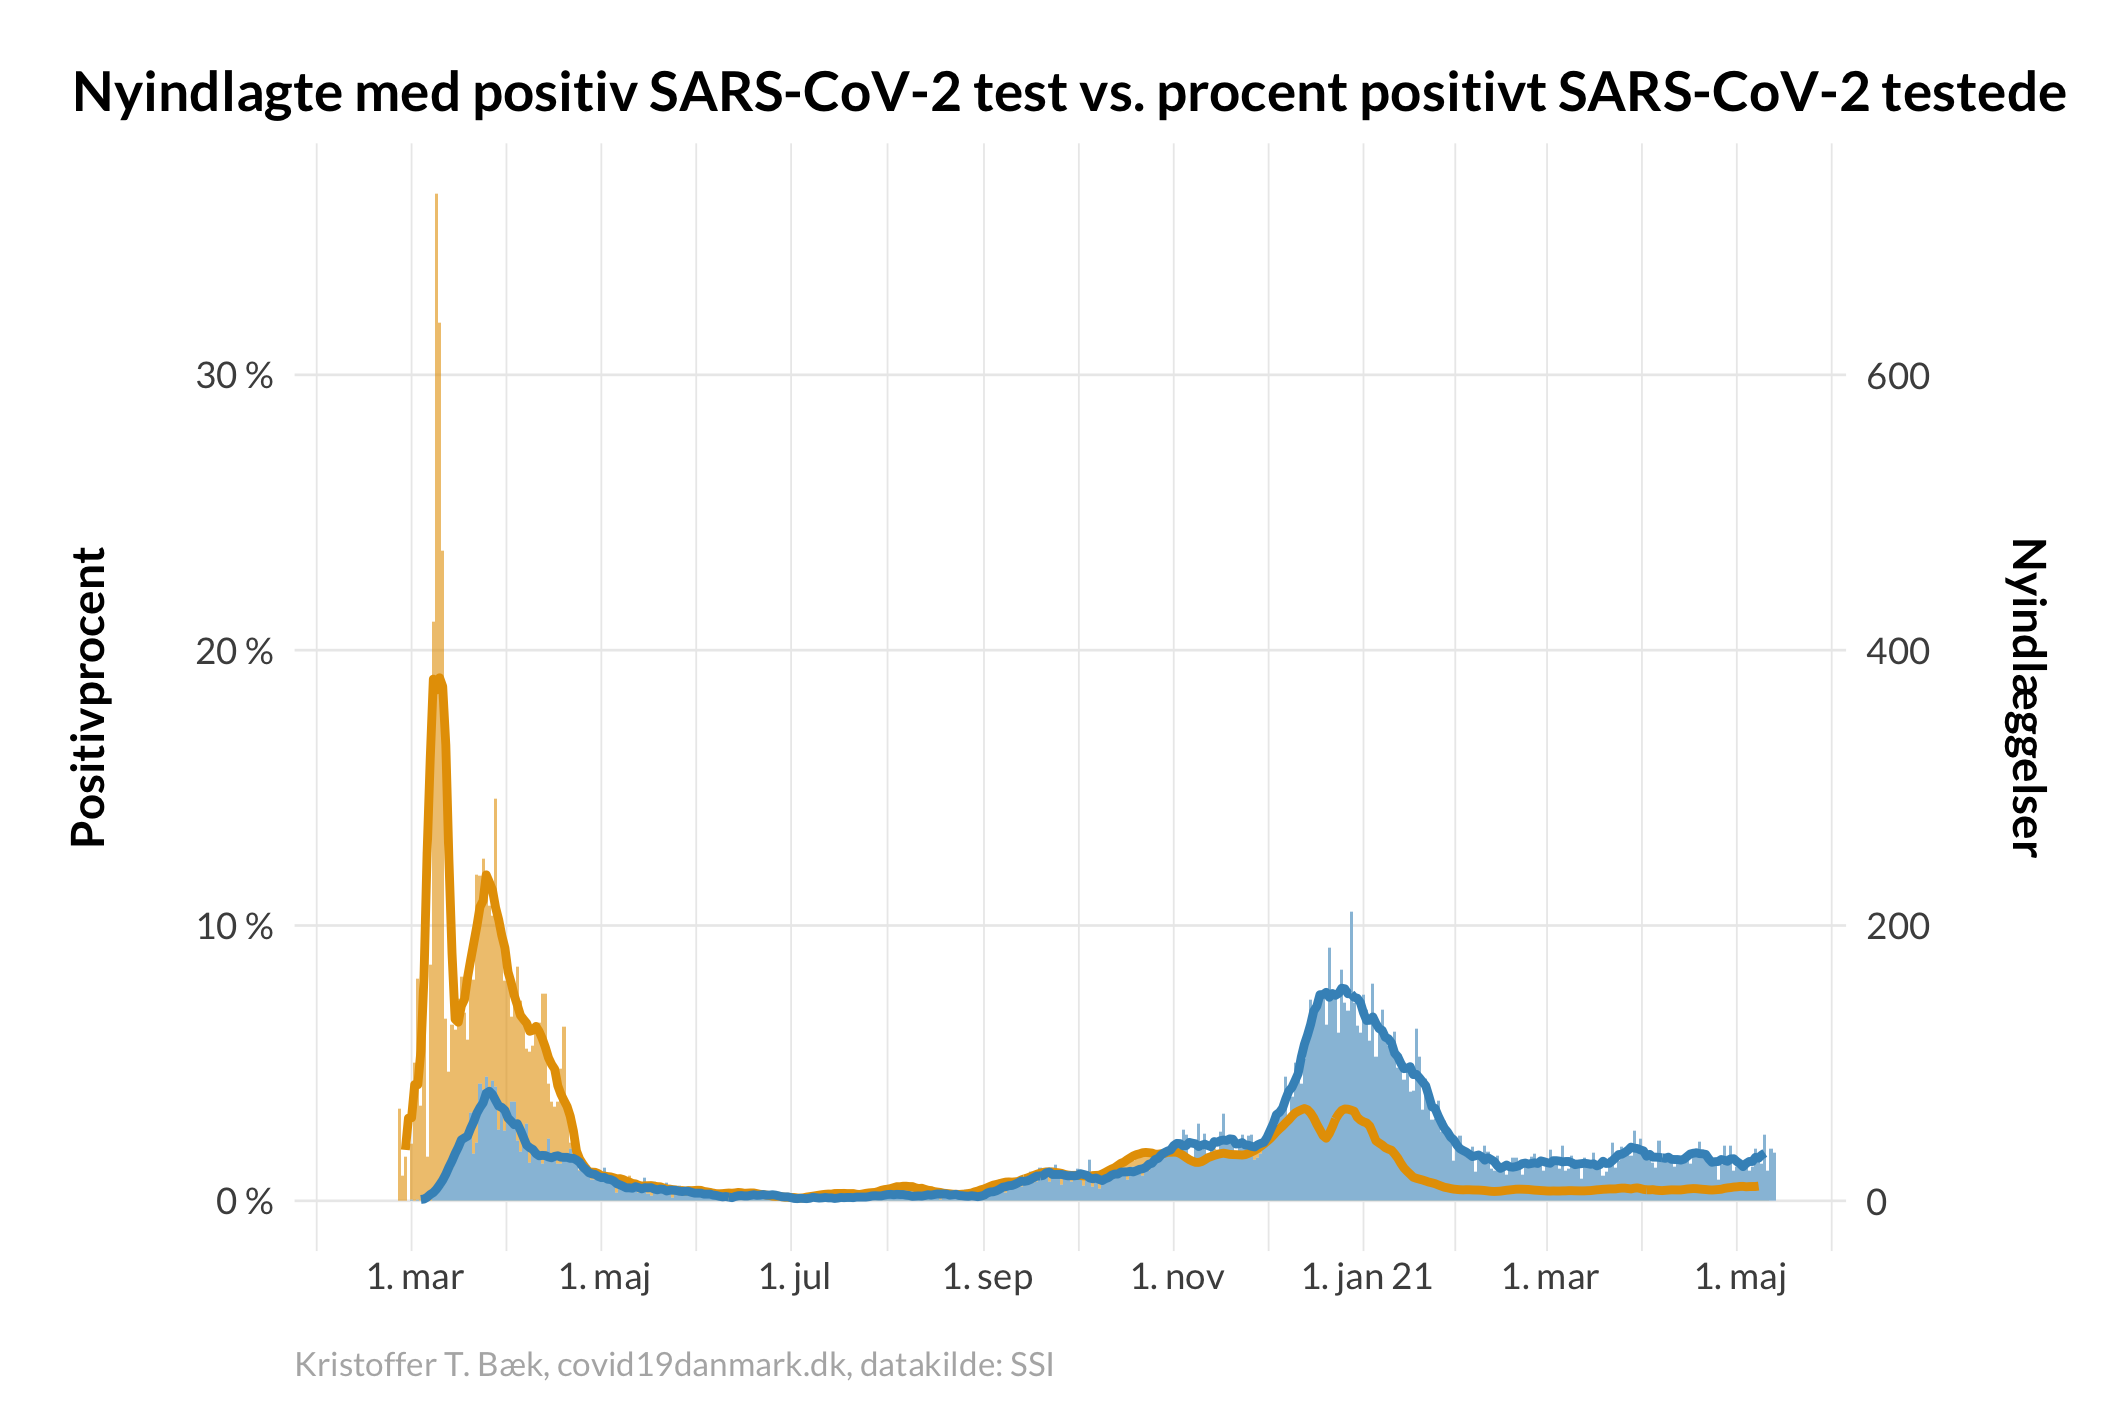 Nyindlagte med positiv SARS-CoV-2 test vs. procent positivt SARS-CoV-2 testede
Positivprocent
30 %
20 %
10 %
0 %
600
400
200
0
Nyindlæggelser
1. mar
1. maj
1. jul
1. sep
1. nov
1. jan 21
1. mar
1. maj
Kristoffer T. Bæk, covid19danmark.dk, datakilde: SSI